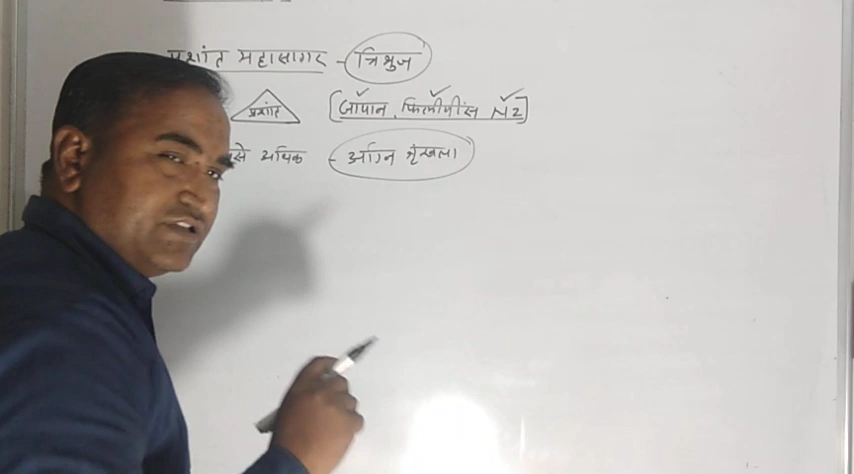 प्रशांत महासागर - त्रिभुज
प्रशांत [जॉपान, फिलीपींस NZ]
से अधिक - अग्नि श्रृंखला